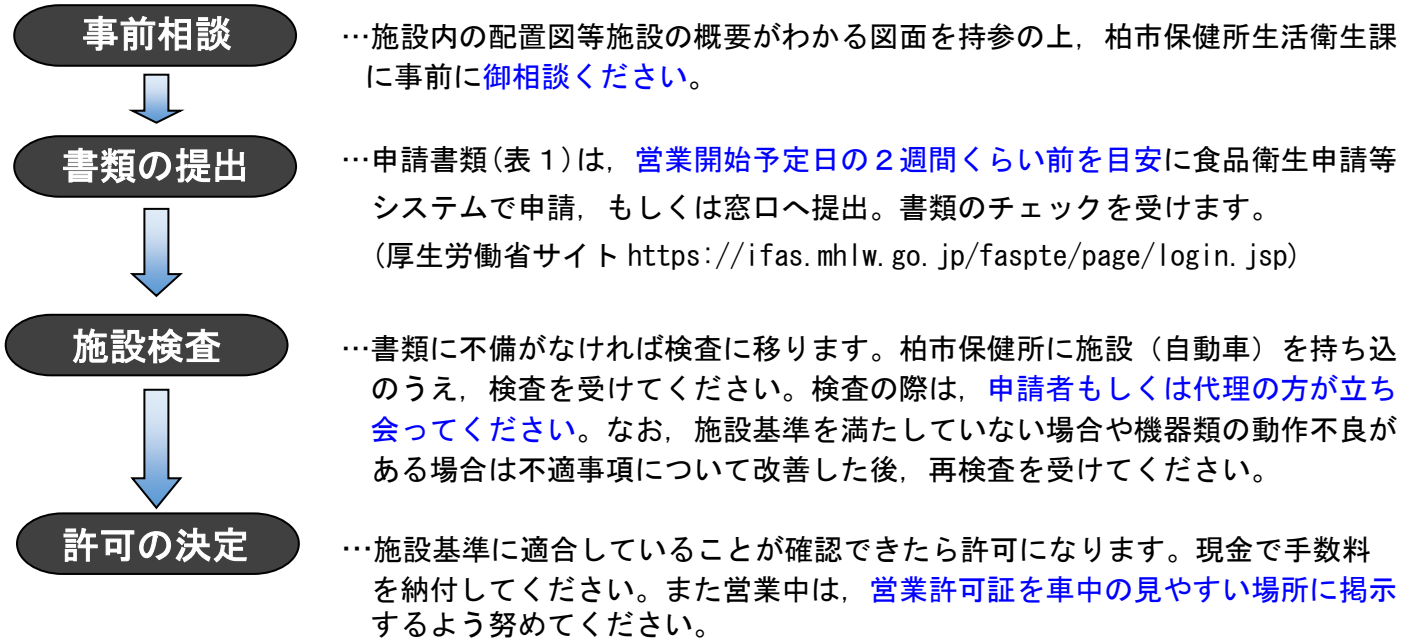 事前相談
…施設内の配置図等施設の概要がわかる図面を持参の上，柏市保健所生活衛生課
に事前に御相談ください。
書類の提出
…申請書類(表１)は，営業開始予定日の２週間くらい前を目安に食品衛生申請等
システムで申請，もしくは窓口へ提出。書類のチェックを受けます。
(厚生労働省サイト https://ifas.mhlw.go.jp/faspte/page/login.jsp)
施設検査
…書類に不備がなければ検査に移ります。柏市保健所に施設（自動車）を持ち込
のうえ，検査を受けてください。検査の際は，申請者もしくは代理の方が立ち
会ってください。なお，施設基準を満たしていない場合や機器類の動作不良が
ある場合は不適事項について改善した後，再検査を受けてください。
許可の決定
…施設基準に適合していることが確認できたら許可になります。現金で手数料
を納付してください。また営業中は，営業許可証を車中の見やすい場所に掲示
するよう努めてください。